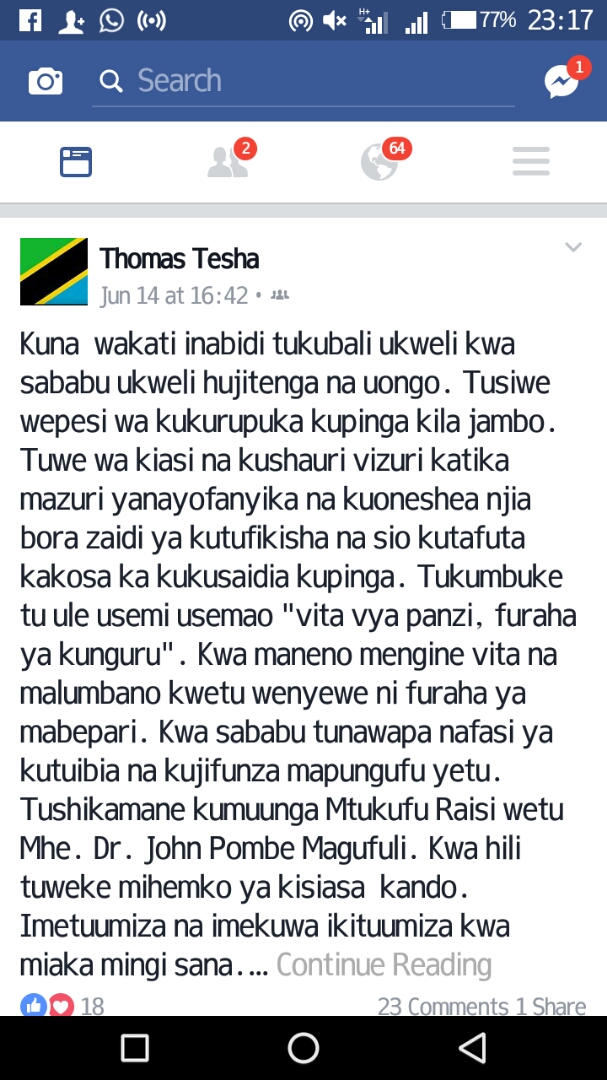 H+
77% 23:17
Search
1
2
64
Thomas Tesha
Jun 14 at 16:42 •
Kuna wakati inabidi tukubali ukweli kwa
sababu ukweli hujitenga na uongo. Tusiwe
wepesi wa kukurupuka kupinga kila jambo.
Tuwe wa kiasi na kushauri vizuri katika
mazuri yanayofanyika na kuoneshea njia
bora zaidi ya kutufikisha na sio kutafuta
kakosa ka kukusaidia kupinga. Tukumbuke
tu ule usemi usemao "vita vya panzi, furaha
ya kunguru". Kwa maneno mengine vita na
malumbano kwetu wenyewe ni furaha ya
mabepari. Kwa sababu tunawapa nafasi ya
kutuibia na kujifunza mapungufu yetu.
Tushikamane kumuunga Mtukufu Raisi wetu
Mhe. Dr. John Pombe Magufuli. Kwa hili
tuweke mihemko ya kisiasa kando.
Imetuumiza na imekuwa ikituumiza kwa
miaka mingi sana.... Continue Reading
18
23 Comments 1 Share